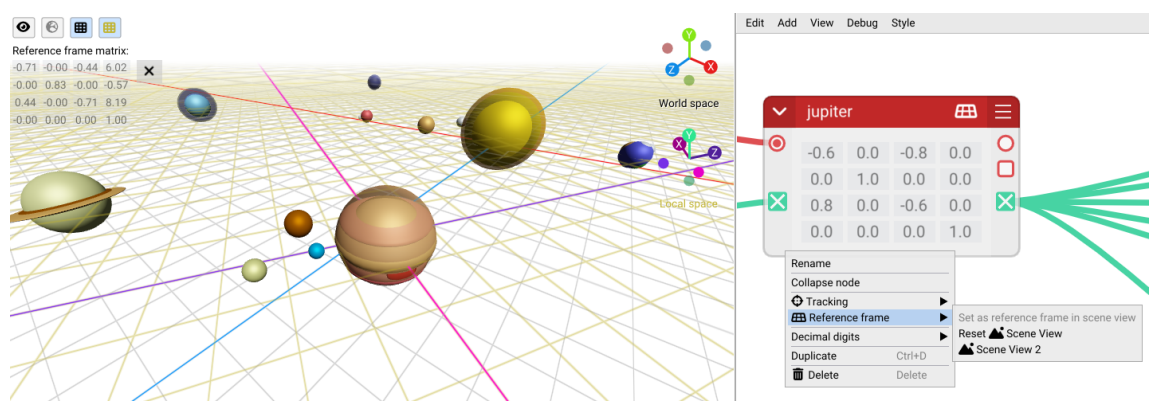 Reference frame matrix:
-0.71 -0.00 -0.44 6.02
-0.00 0.83 -0.00 -0.57
0.44 -0.00 -0.71 8.19
-0.00 0.00 0.00 1.00
Y
X
Z
World space
Y
X
Z
Local space
Edit Add View Debug Style
jupiter
-0.6 0.0 -0.8 0.0
0.0 1.0 0.0 0.0
0.8 0.0 -0.6 0.0
0.0 0.0 0.0 1.0
Rename
Collapse node
Tracking
Reference frame
Decimal digits
Duplicate Ctrl+D
Delete Delete
Set as reference frame in scene view
Reset Scene View
Scene View 2